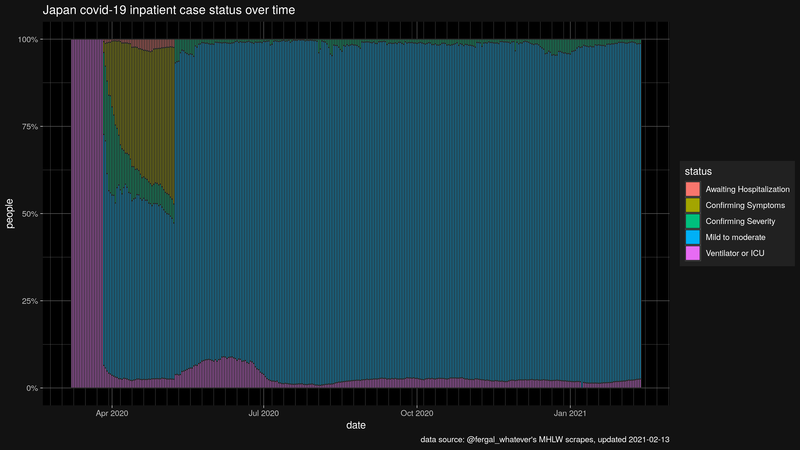 Japan covid-19 inpatient case status over time
100%
75%
50%
25%
0%
people
Apr 2020
Jul 2020
Oct 2020
Jan 2021
date
status
Awaiting Hospitalization
Confirming Symptoms
Confirming Severity
Mild to moderate
Ventilator or ICU
data source: @fergal_whatever's MHLW scrapes, updated 2021-02-13